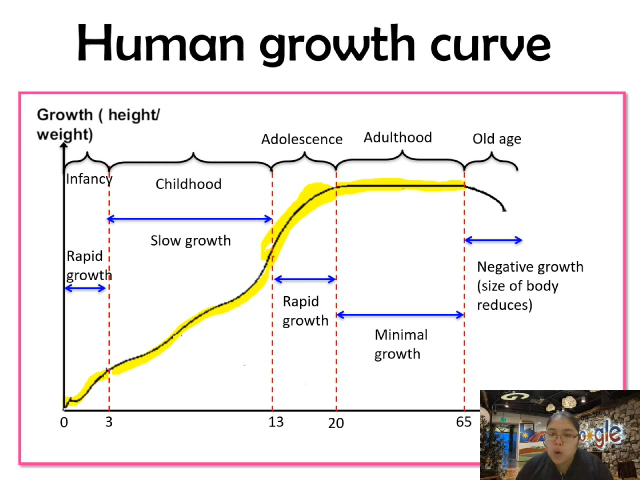 Human growth curve
Growth ( height/
weight)
Adolescence
Adulthood
Old age
Infancy
Childhood
Slow growth
Rapid
growth
Rapid
growth
Minimal
growth
Negative growth
(size of body
reduces)
0
3
13
20
65